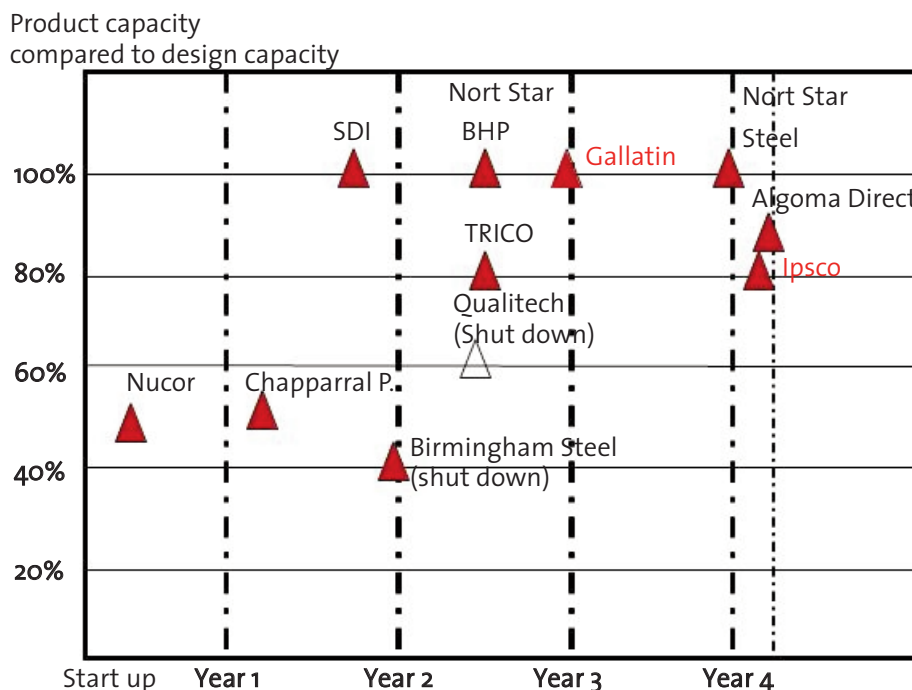 Product capacity
compared to design capacity
Nort Star
Nort Star
SDI
BHP
Gallatin
Steel
100%
Algoma Direct
TRICO
80%
Ipsco
Qualitech
(Shut down)
60%
Nucor
Chapparral P.
Birmingham Steel
40%
(shut down)
20%
Start up Year 1 Year 2 Year 3 Year 4